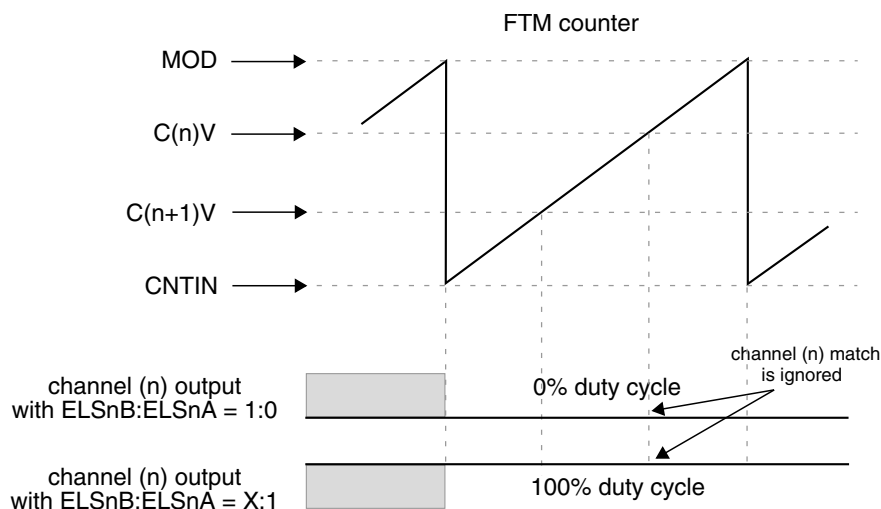 FTM counter
MOD
C(n)V
C(n+1)V
CNTIN
channel (n) match
is ignored
channel (n) output
with ELSnB:ELSnA = 1:0
0% duty cycle
channel (n) output
with ELSnB:ELSnA = X:1
100% duty cycle